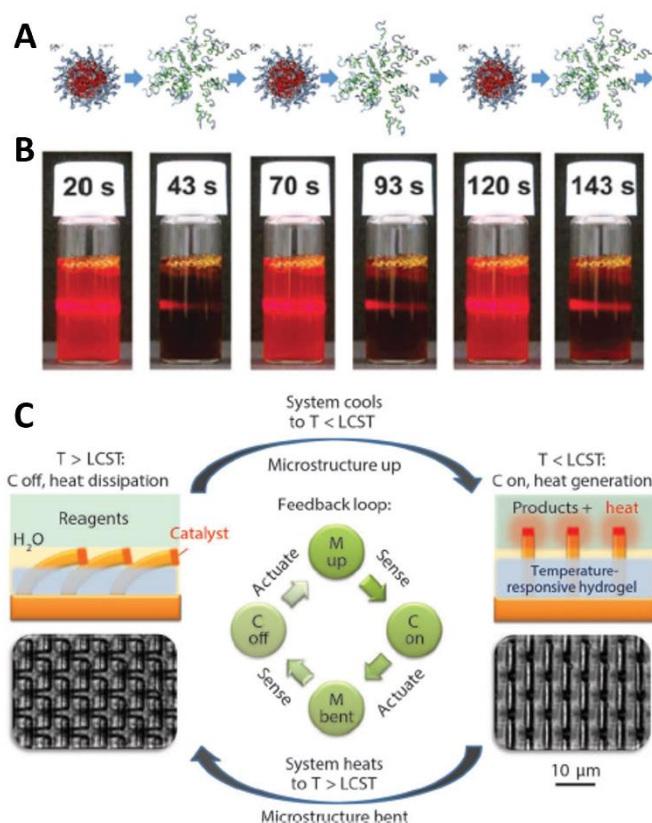 A
B
20 s 43 s 70 s 93 s 120 s 143 s
C
System cools
to T < LCST
Microstructure up
T > LCST:
C off, heat dissipation
Reagents
H₂O
Catalyst
T < LCST:
C on, heat generation
Products + heat
Temperature-
responsive hydrogel
Feedback loop:
M
up
Sense
C
on
Actuate
M
bent
Sense
C
off
Actuate
System heats
to T > LCST
Microstructure bent
10 µm